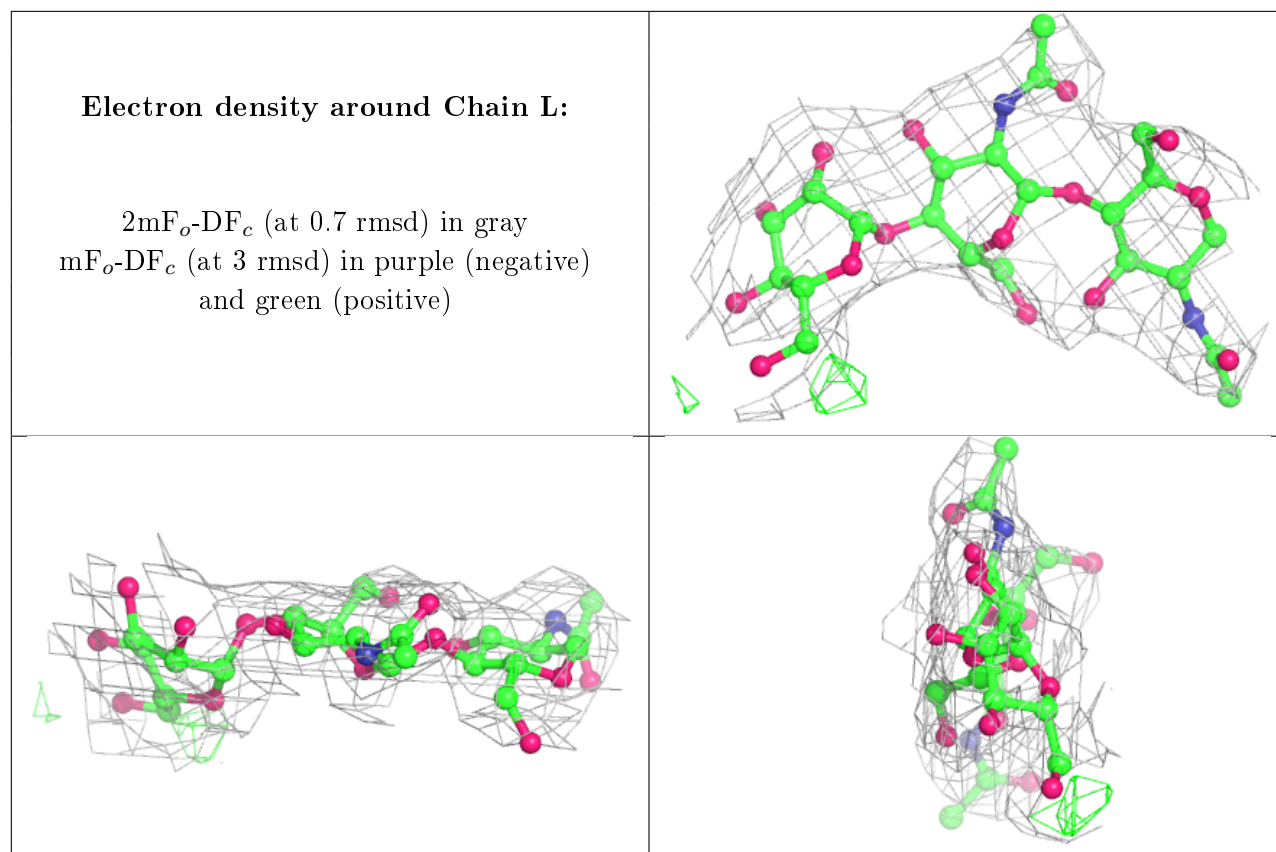 Electron density around Chain L:
2mFo-DFc (at 0.7 rmsd) in gray
mFo-DFc (at 3 rmsd) in purple (negative)
and green (positive)